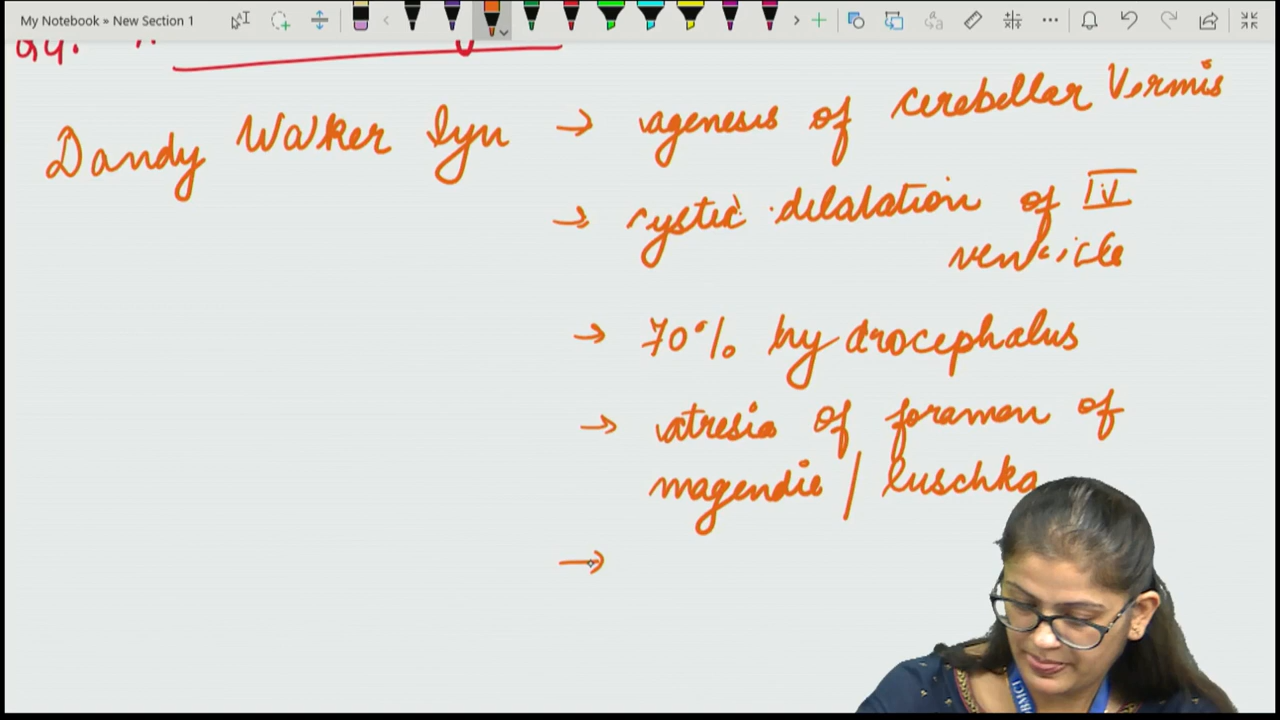 My Notebook » New Section 1
Dandy Walker Syn → agenesis of cerebellar Vermis
→ cystic dilalation of IV
ventricle
→ 70% hydrocephalus
→ atresia of foramen of
magendie / luschka
→